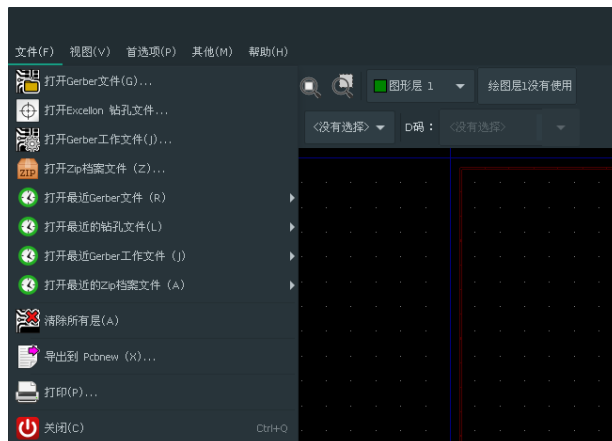 文件(F) 视图(V) 首选项(P) 其他(M) 帮助(H)
打开Gerber文件(G)...
图形层 1 绘图层1没有使用
打开Excellon 钻孔文件...
<没有选择> D码： <没有选择>
打开Gerber工作文件(J)...
ZIP 打开Zip档案文件 (Z)...
打开最近Gerber文件 (R)
打开最近的钻孔文件(L)
打开最近Gerber工作文件 (J)
打开最近的Zip档案文件 (A)
清除所有层(A)
导出到 Pcbnew (X)...
打印(P)...
关闭(C) Ctrl+Q